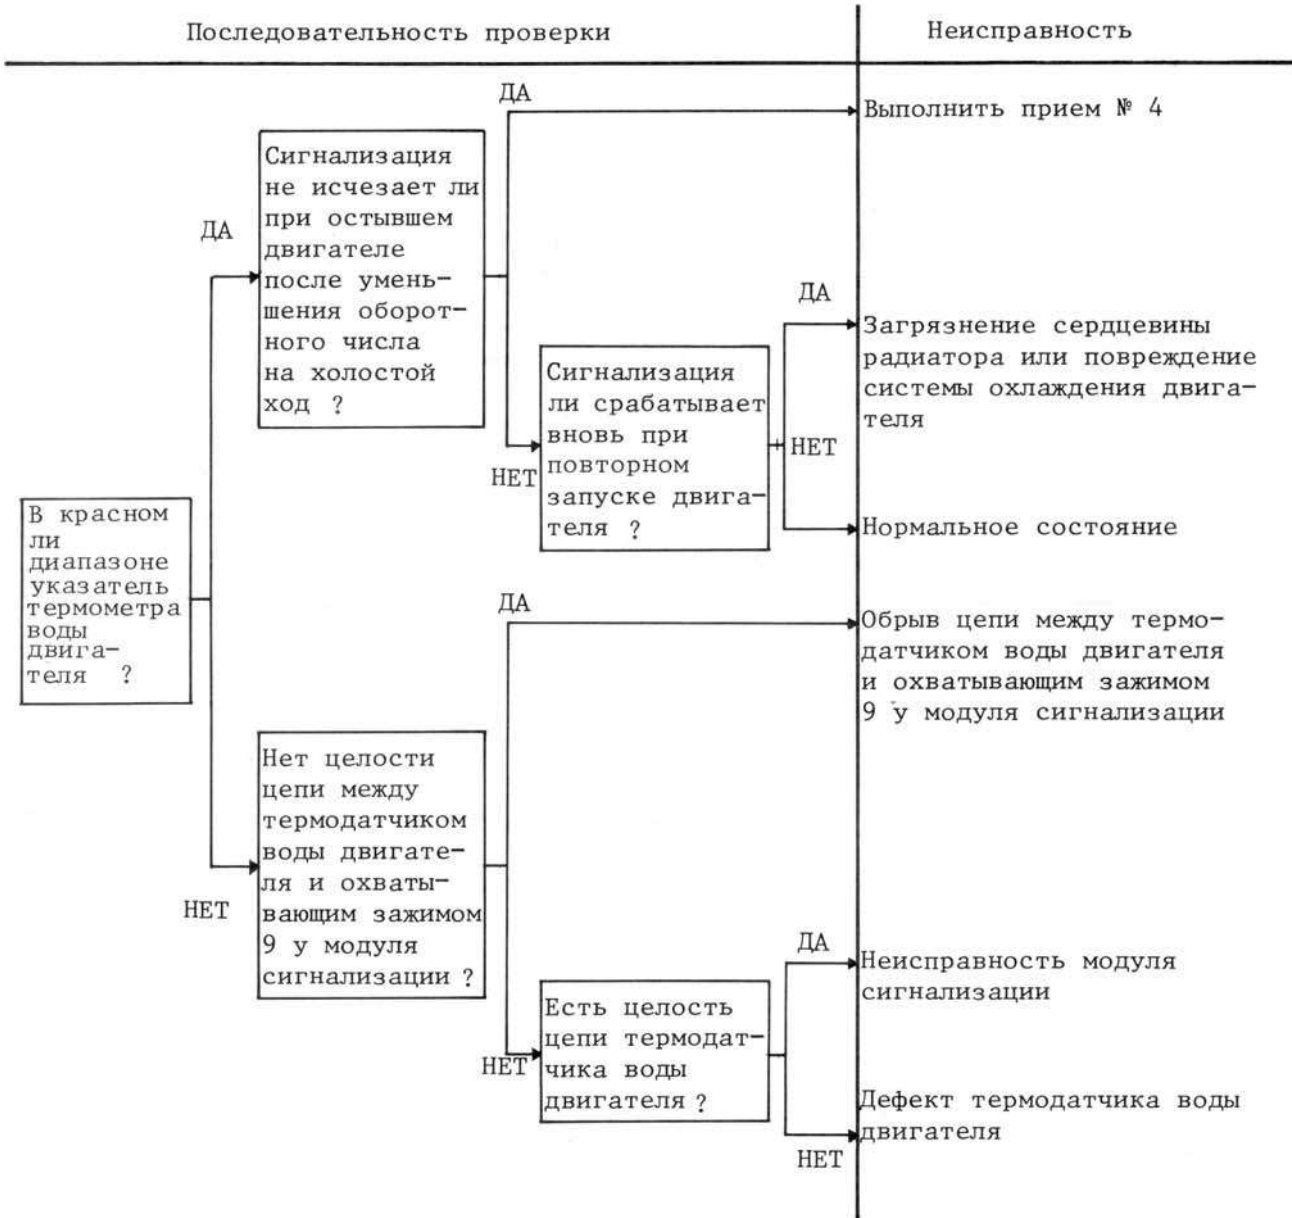 Последовательность проверки
Неисправность
ДА
Выполнить прием № 4
Сигнализация
не исчезает ли
при остывшем
двигателе
после умень-
шения оборот-
ного числа
на холостой
ход ?
ДА
ДА
Загрязнение сердцевины
радиатора или повреждение
системы охлаждения двига-
теля
Сигнализация
ли срабатывает
вновь при
повторном
запуске двига-
теля ?
НЕТ
НЕТ
Нормальное состояние
В красном
ли
диапазоне
указатель
термометра
воды
двига-
теля ?
ДА
Обрыв цепи между термо-
датчиком воды двигателя
и охватывающим зажимом
9 у модуля сигнализации
Нет целости
цепи между
термодатчиком
воды двигате-
ля и охваты-
вающим зажимом
9 у модуля
сигнализации ?
НЕТ
ДА
Неисправность модуля
сигнализации
Есть целость
цепи термодат-
чика воды
двигателя ?
НЕТ
Дефект термодатчика воды
двигателя
НЕТ